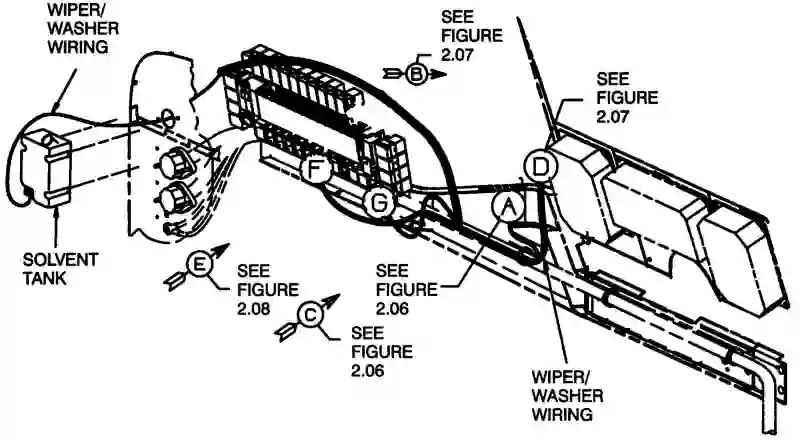 WIPER/
WASHER
WIRING
SEE
FIGURE
2.07
B
SEE
FIGURE
2.07
D
F
G
A
SOLVENT
TANK
E
SEE
FIGURE
2.08
SEE
FIGURE
2.06
C
SEE
FIGURE
2.06
WIPER/
WASHER
WIRING